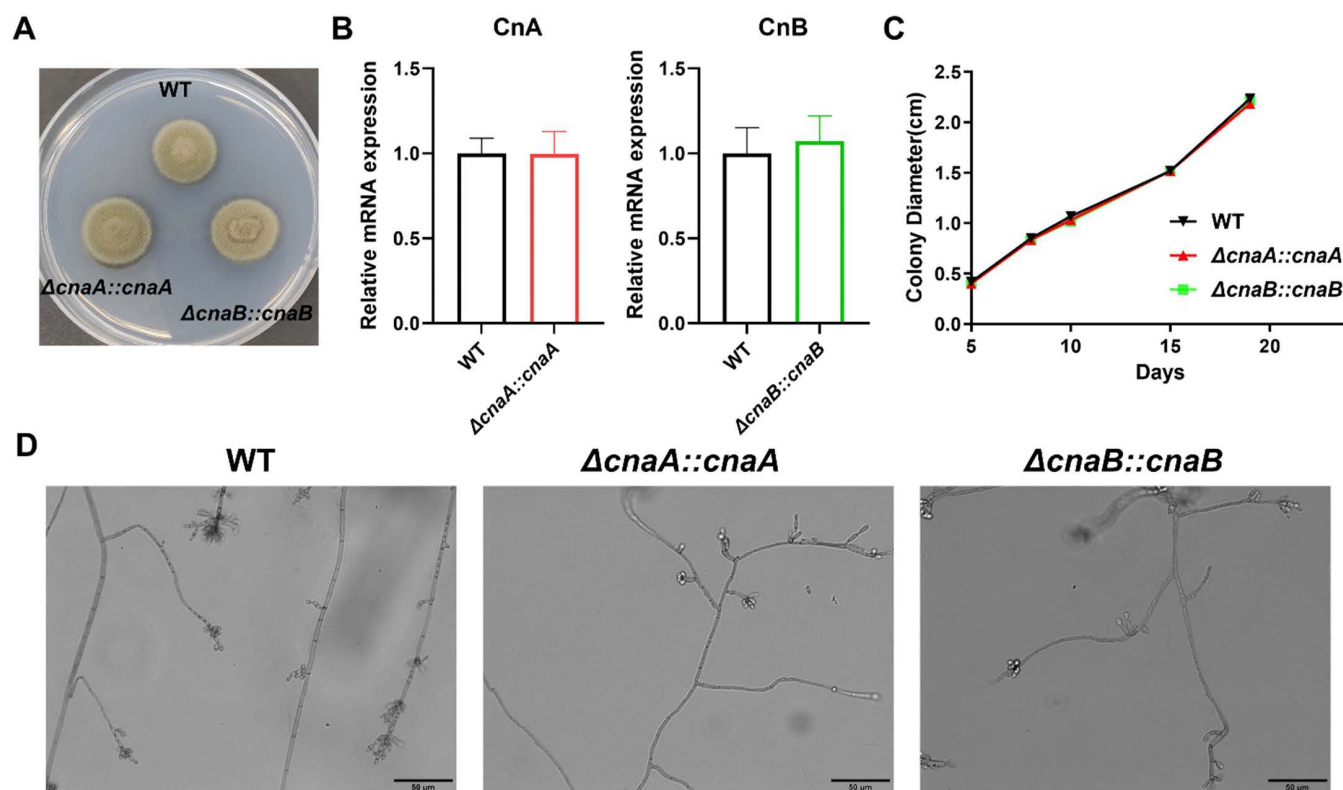 A
WT
ΔcnaA::cnaA
ΔcnaB::cnaB
B
CnA
Relative mRNA expression
1.5
1.0
0.5
0.0
WT
ΔcnaA::cnaA
CnB
Relative mRNA expression
1.5
1.0
0.5
0.0
WT
ΔcnaB::cnaB
C
Colony Diameter(cm)
2.5
2.0
1.5
1.0
0.5
0.0
5
10
15
20
Days
WT
ΔcnaA::cnaA
ΔcnaB::cnaB
D
WT
ΔcnaA::cnaA
ΔcnaB::cnaB
50 μm
50 μm
50 μm